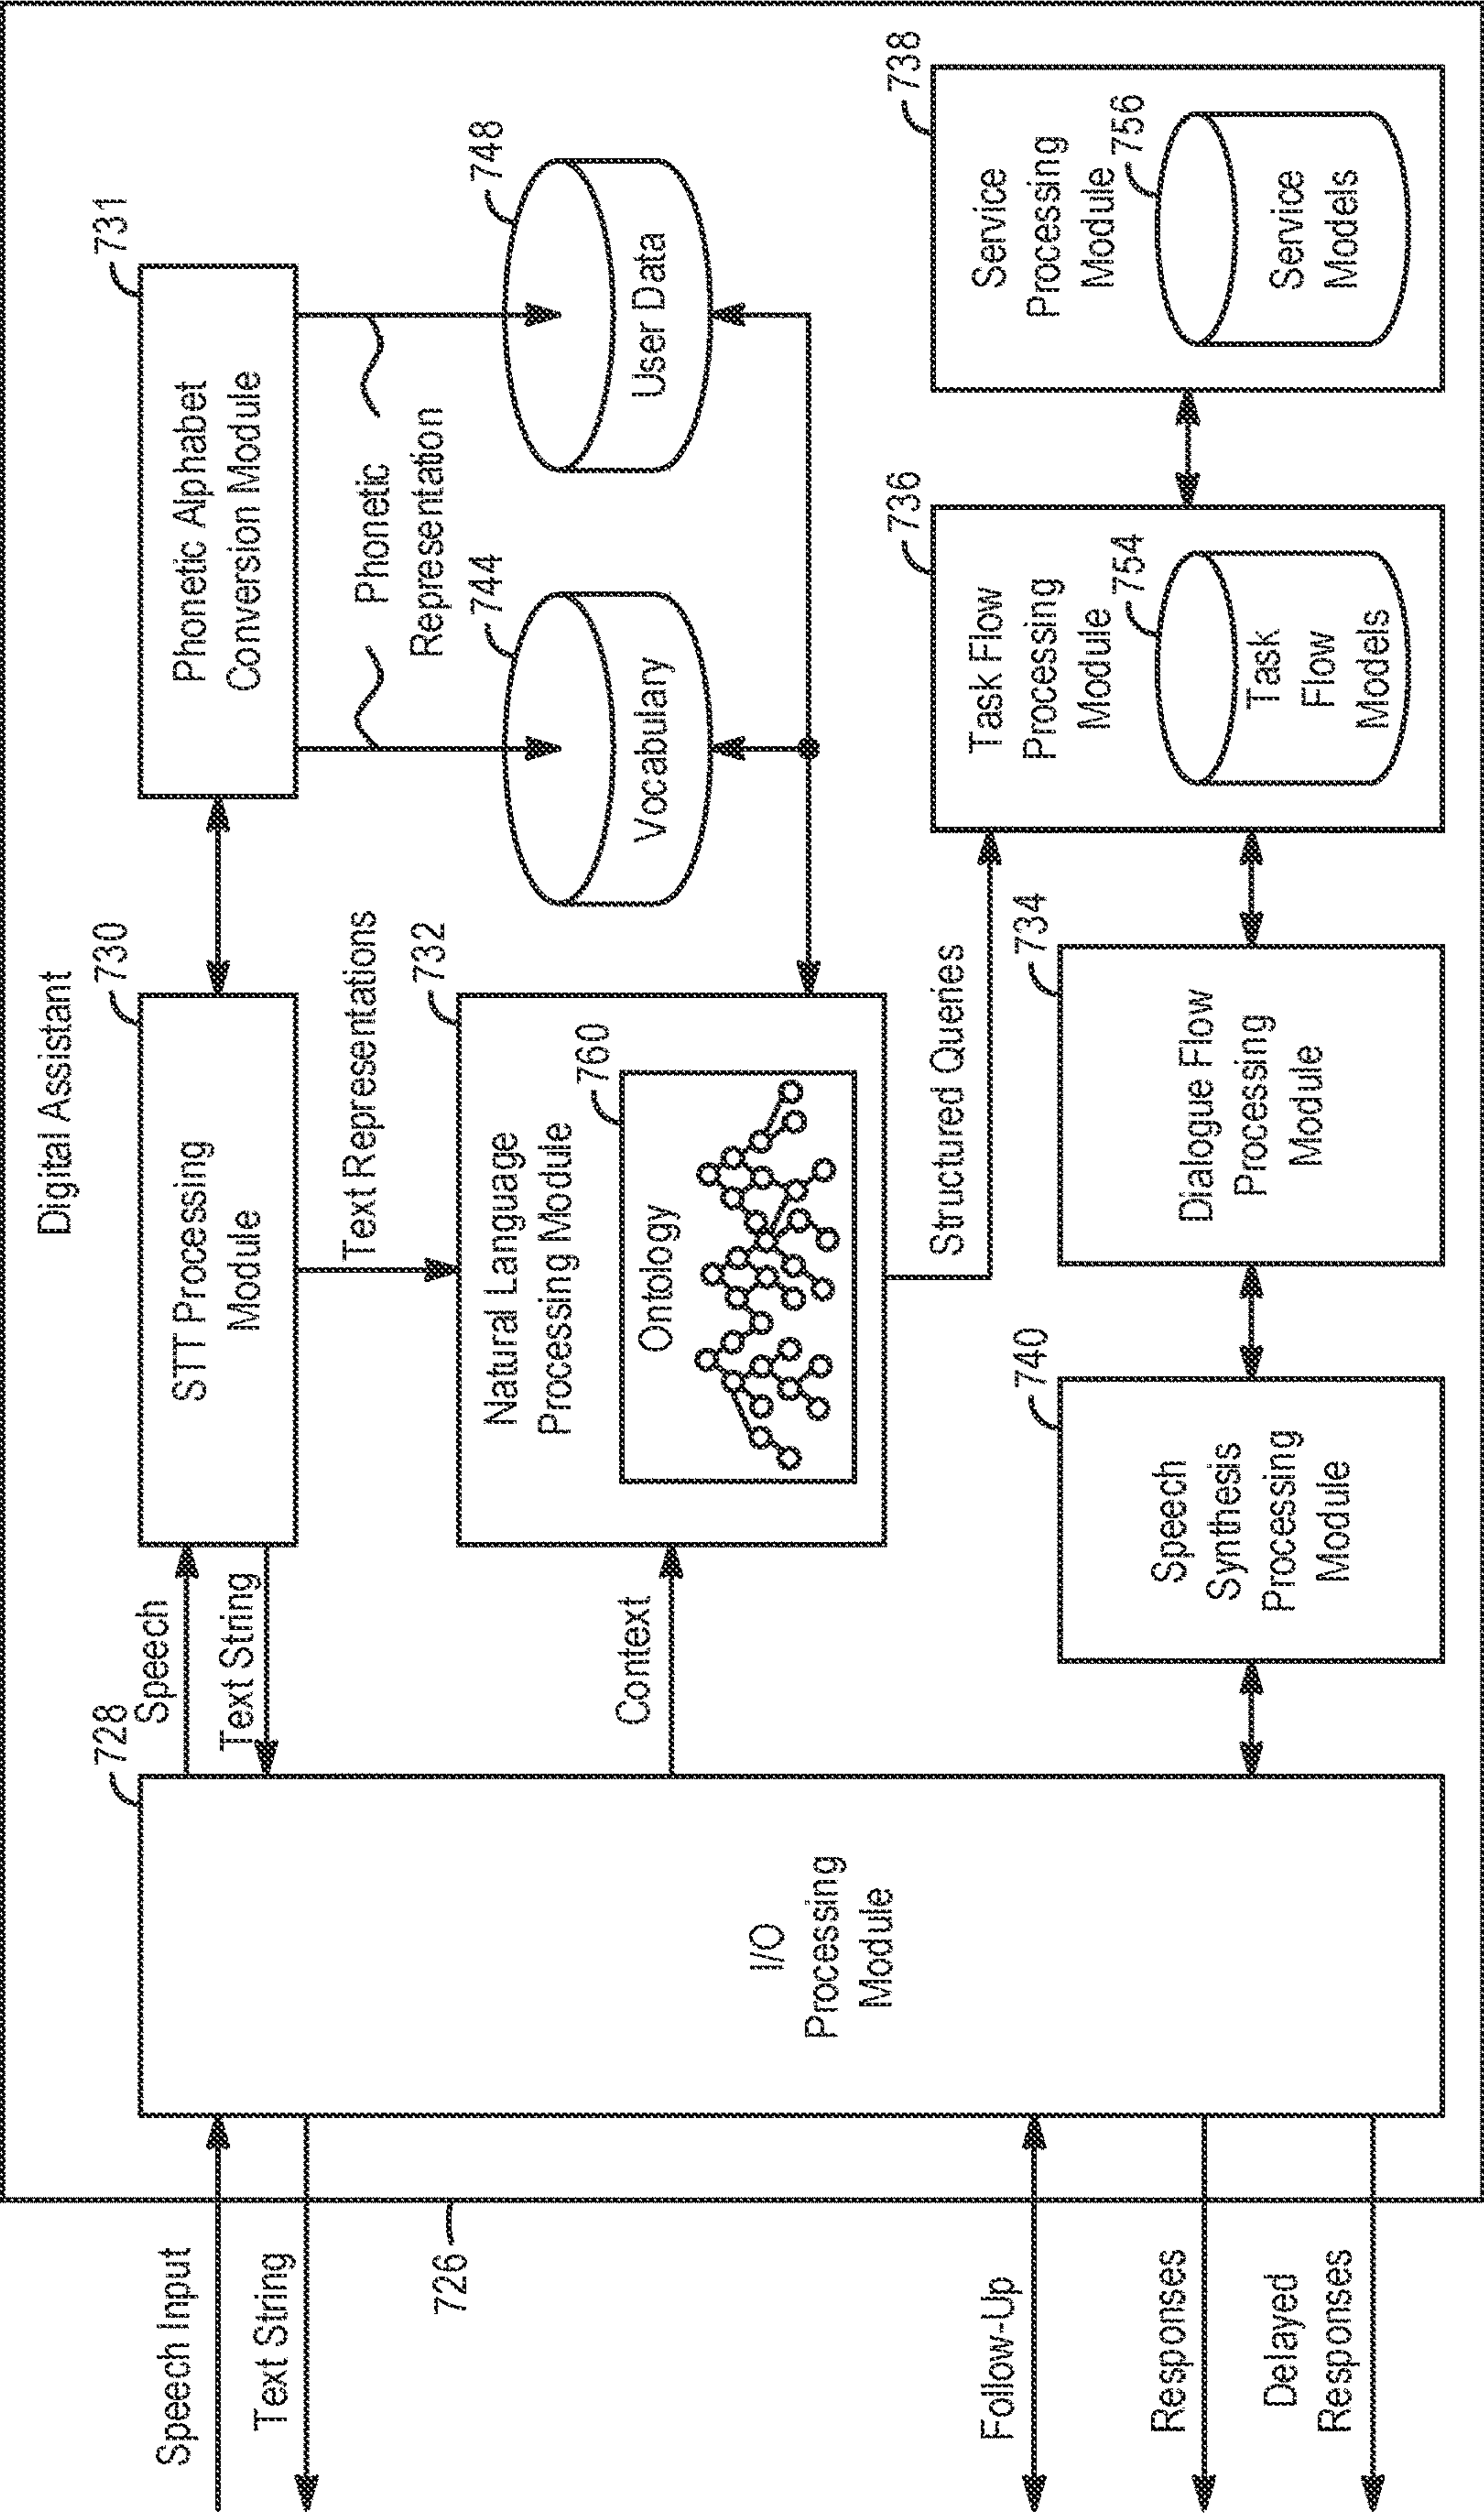 Digital Assistant
Speech Input
Text String
726
728
I/O
Processing
Module
Speech
Text String
Context
730
STT Processing
Module
731
Phonetic Alphabet
Conversion Module
Text Representations
Phonetic
Representation
732
Natural Language
Processing Module
760
Ontology
744
Vocabulary
748
User Data
Structured Queries
Follow-Up
Responses
Delayed
Responses
740
Speech
Synthesis
Processing
Module
734
Dialogue Flow
Processing
Module
736
Task Flow
Processing
Module
754
Task
Flow
Models
738
Service
Processing
Module
756
Service
Models